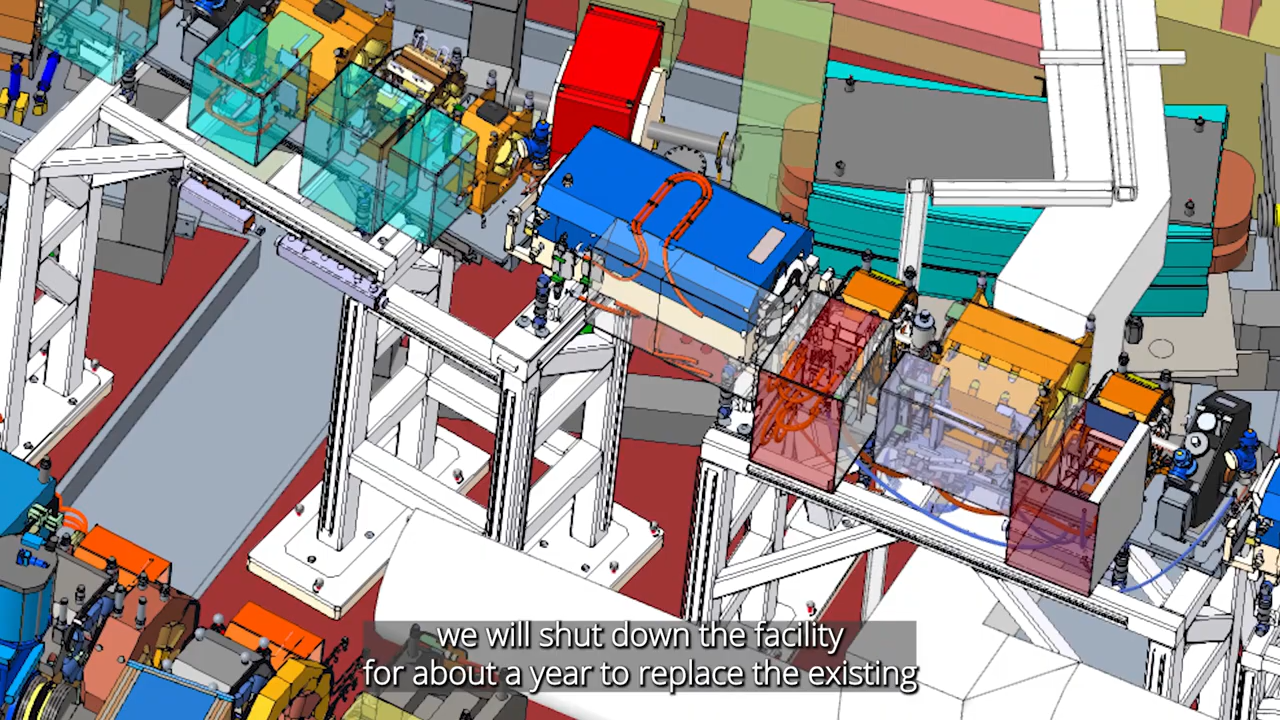 we will shut down the facility
for about a year to replace the existing